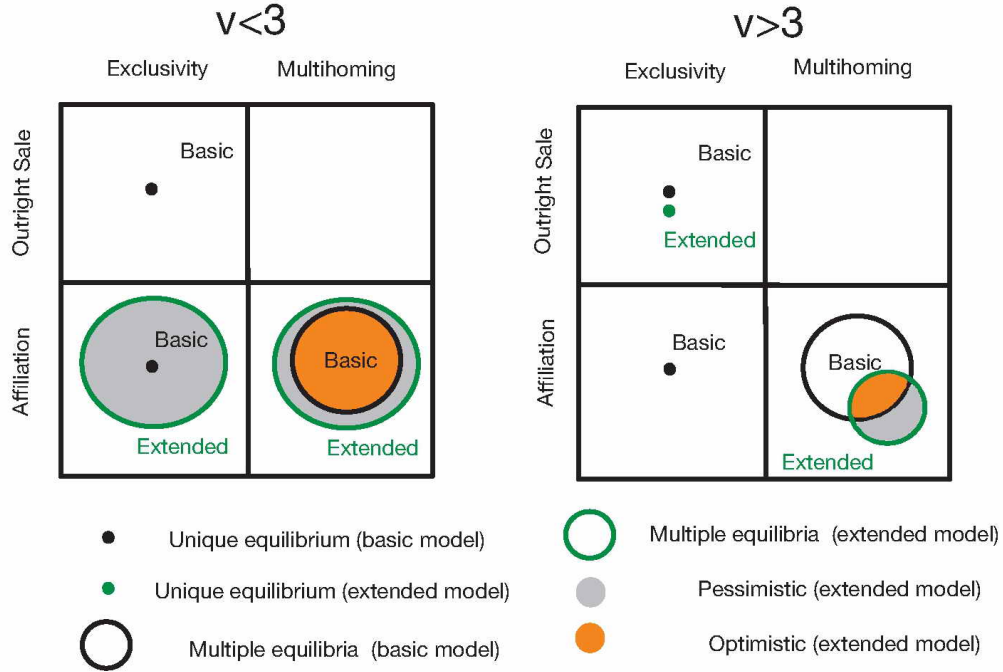 v<3
v>3
Exclusivity
Multihoming
Exclusivity
Multihoming
Outright Sale
Basic
Outright Sale
Basic
Extended
Affiliation
Basic
Extended
Basic
Extended
Affiliation
Basic
Basic
Extended
Unique equilibrium (basic model)
Unique equilibrium (extended model)
Multiple equilibria (basic model)
Multiple equilibria (extended model)
Pessimistic (extended model)
Optimistic (extended model)